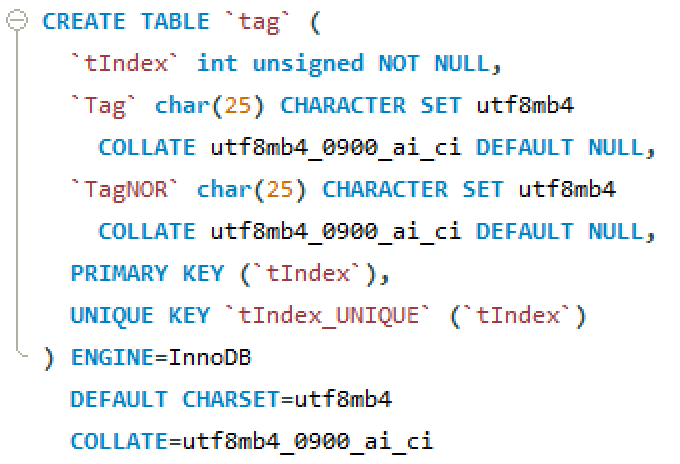 CREATE TABLE `tag` (
`tIndex` int unsigned NOT NULL,
`Tag` char(25) CHARACTER SET utf8mb4
COLLATE utf8mb4_0900_ai_ci DEFAULT NULL,
`TagNOR` char(25) CHARACTER SET utf8mb4
COLLATE utf8mb4_0900_ai_ci DEFAULT NULL,
PRIMARY KEY (`tIndex`),
UNIQUE KEY `tIndex_UNIQUE` (`tIndex`)
) ENGINE=InnoDB
DEFAULT CHARSET=utf8mb4
COLLATE=utf8mb4_0900_ai_ci